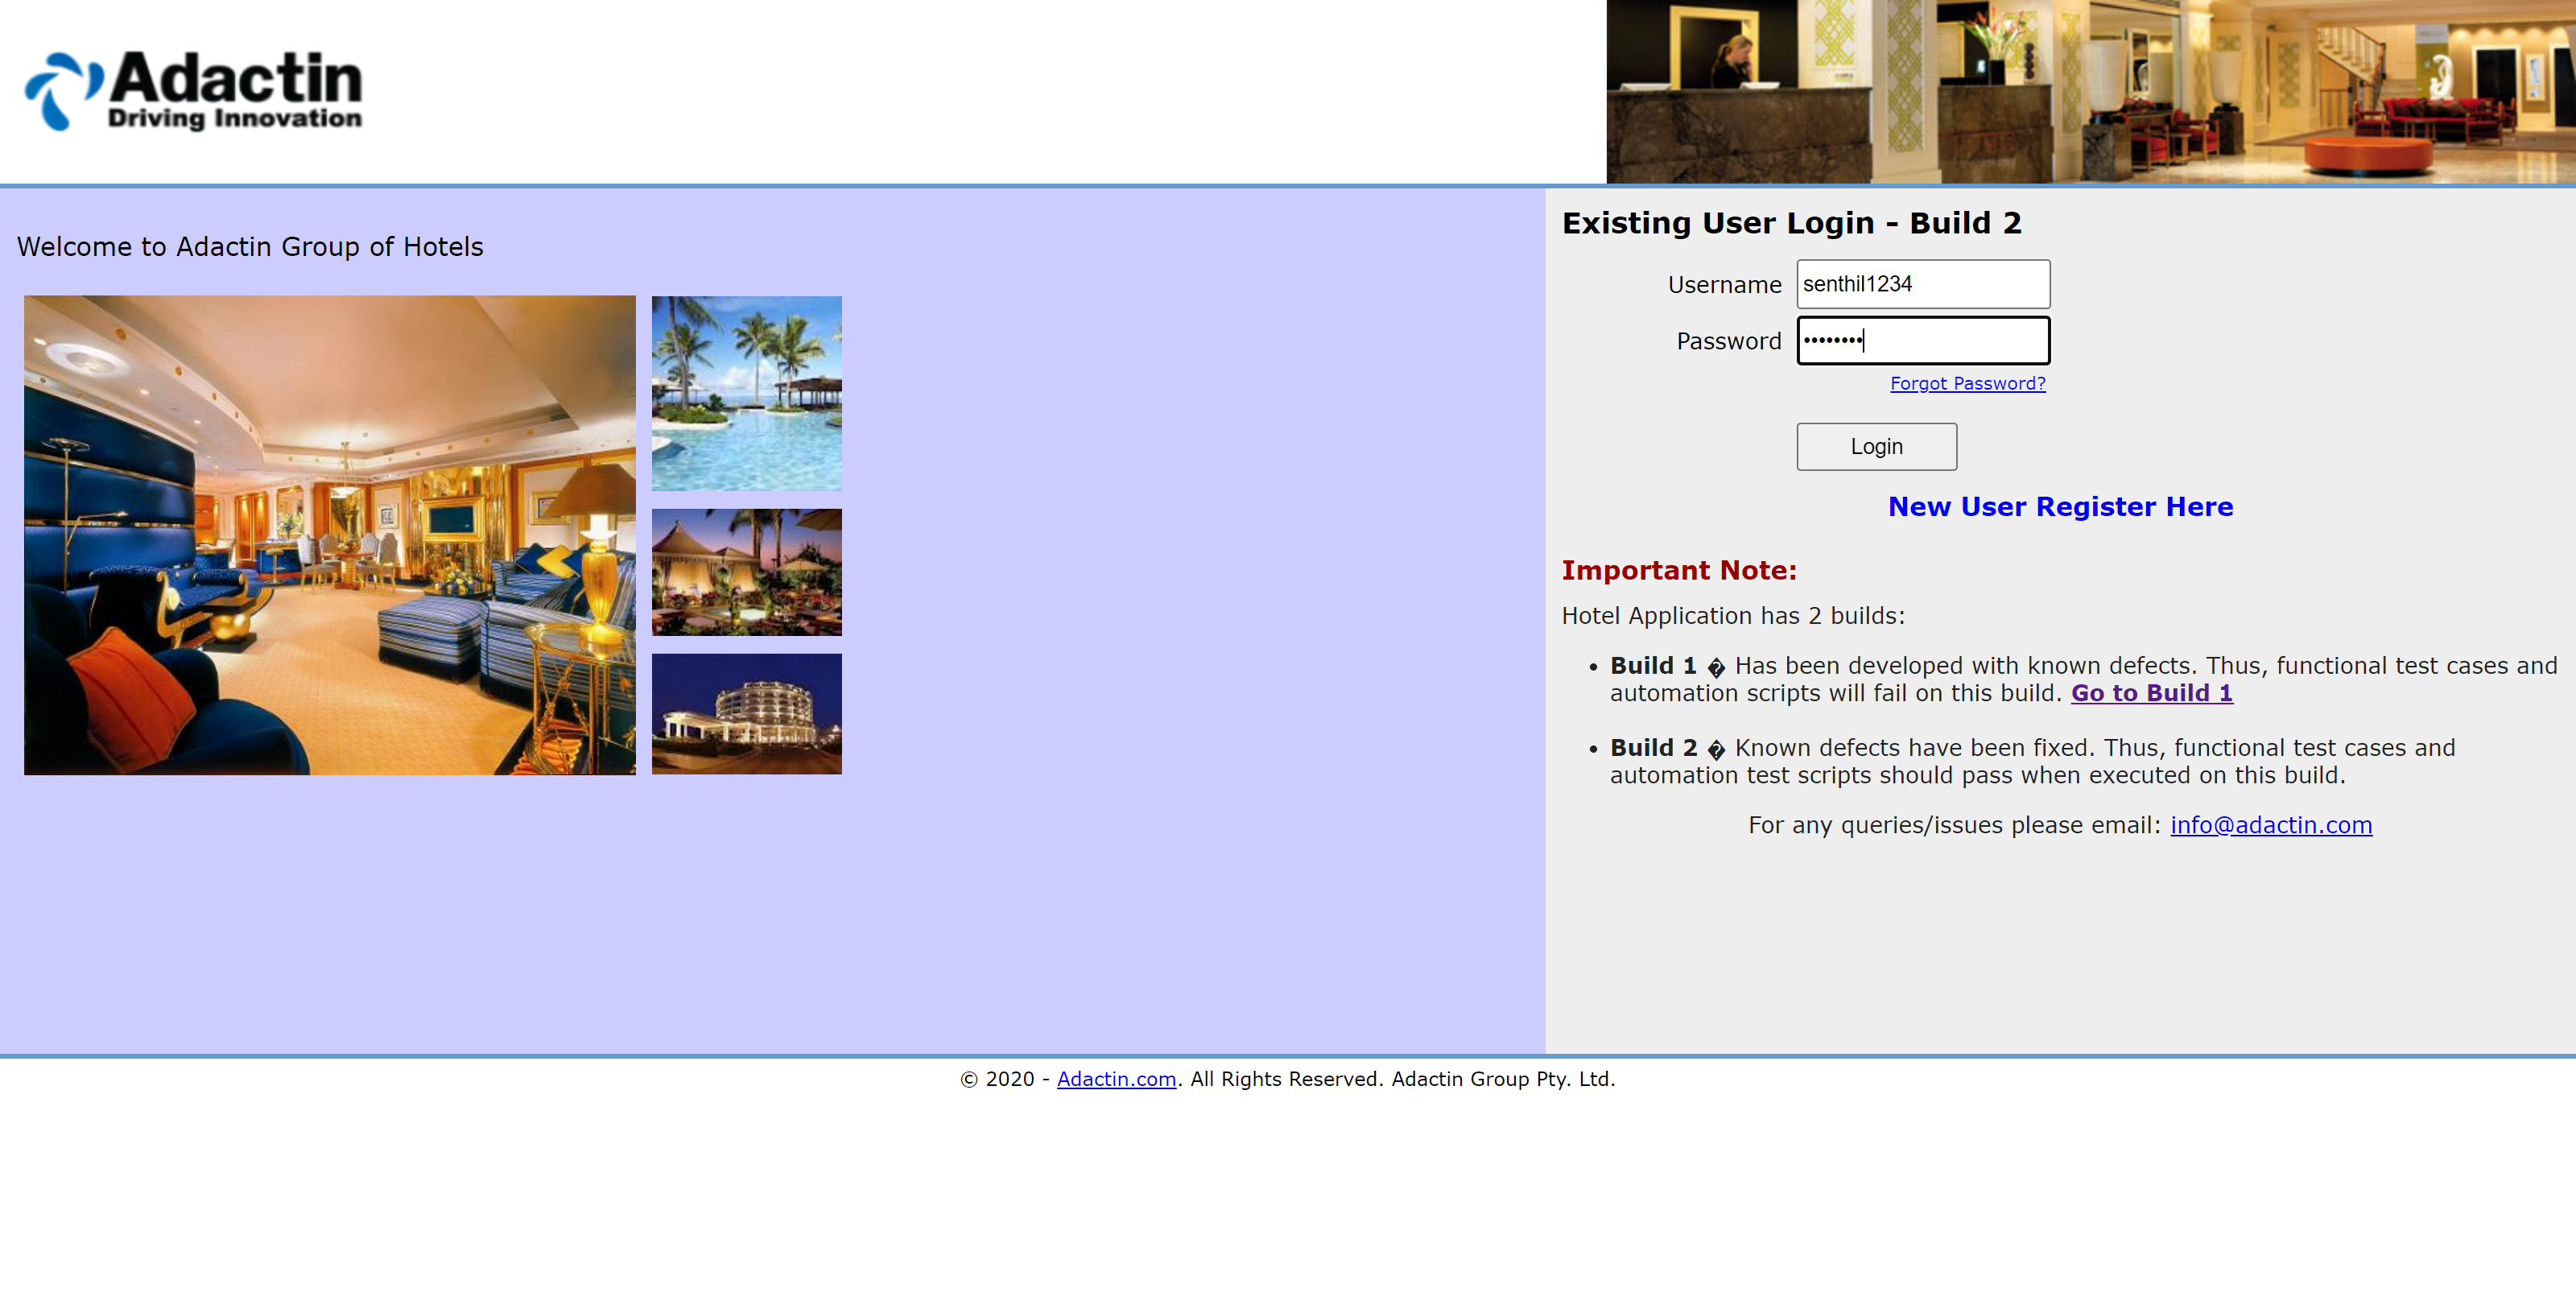 Adactin
Driving Innovation
Welcome to Adactin Group of Hotels
Existing User Login - Build 2
Username senthil1234
Password ••••••••
Forgot Password?
Login
New User Register Here
Important Note:
Hotel Application has 2 builds:
• Build 1 � Has been developed with known defects. Thus, functional test cases and
automation scripts will fail on this build. Go to Build 1
• Build 2 � Known defects have been fixed. Thus, functional test cases and
automation test scripts should pass when executed on this build.
For any queries/issues please email: info@adactin.com
© 2020 - Adactin.com. All Rights Reserved. Adactin Group Pty. Ltd.